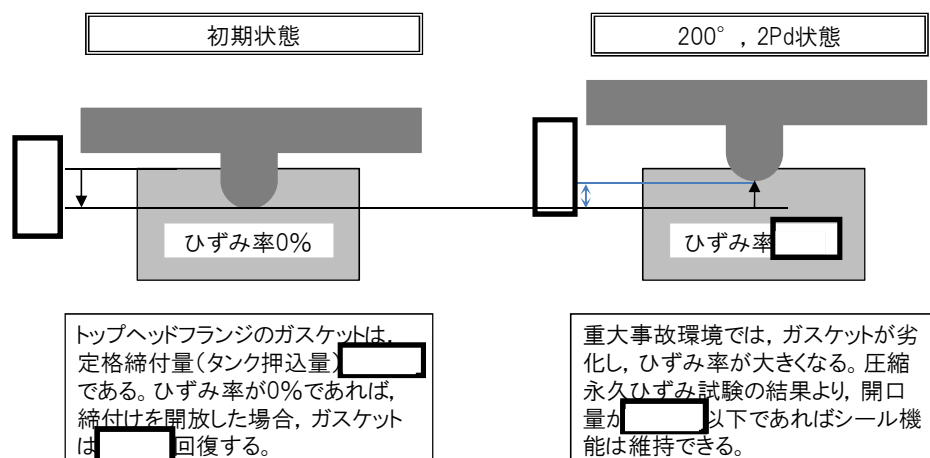 初期状態
200°，2Pd状態
ひずみ率0%
ひずみ率
トップヘッドフランジのガスケットは，
定格締付量（タンク押込量）
である。ひずみ率が0%であれば，
締付けを開放した場合，ガスケット
は 回復する。
重大事故環境では，ガスケットが劣
化し，ひずみ率が大きくなる。圧縮
永久ひずみ試験の結果より，開口
量が 以下であればシール機
能は維持できる。